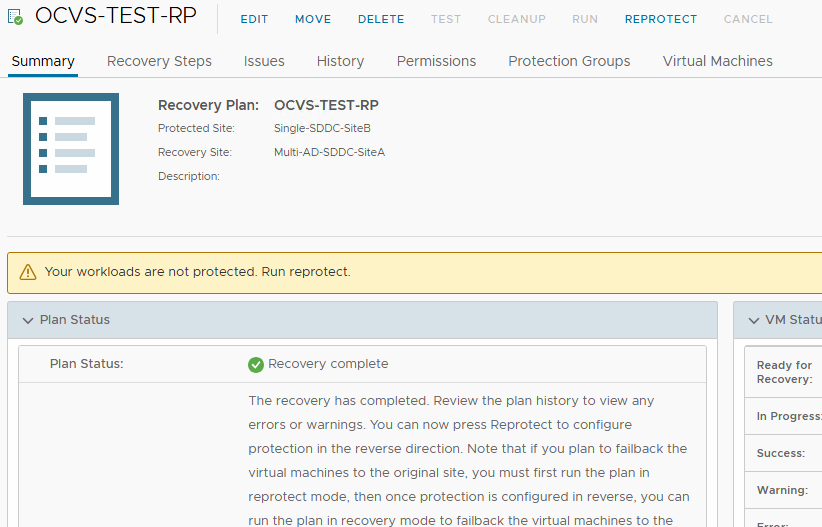 OCVS-TEST-RP EDIT MOVE DELETE TEST CLEANUP RUN REPROTECT CANCEL
Summary Recovery Steps Issues History Permissions Protection Groups Virtual Machines
Recovery Plan: OCVS-TEST-RP
Protected Site: Single-SDDC-SiteB
Recovery Site: Multi-AD-SDDC-SiteA
Description:
Your workloads are not protected. Run reprotect.
Plan Status
Plan Status: Recovery complete
The recovery has completed. Review the plan history to view any
errors or warnings. You can now press Reprotect to configure
protection in the reverse direction. Note that if you plan to failback the
virtual machines to the original site, you must first run the plan in
reprotect mode, then once protection is configured in reverse, you can
run the plan in recovery mode to failback the virtual machines to the
VM Statu
Ready for
Recovery:
In Progress:
Success:
Warning:
Error: